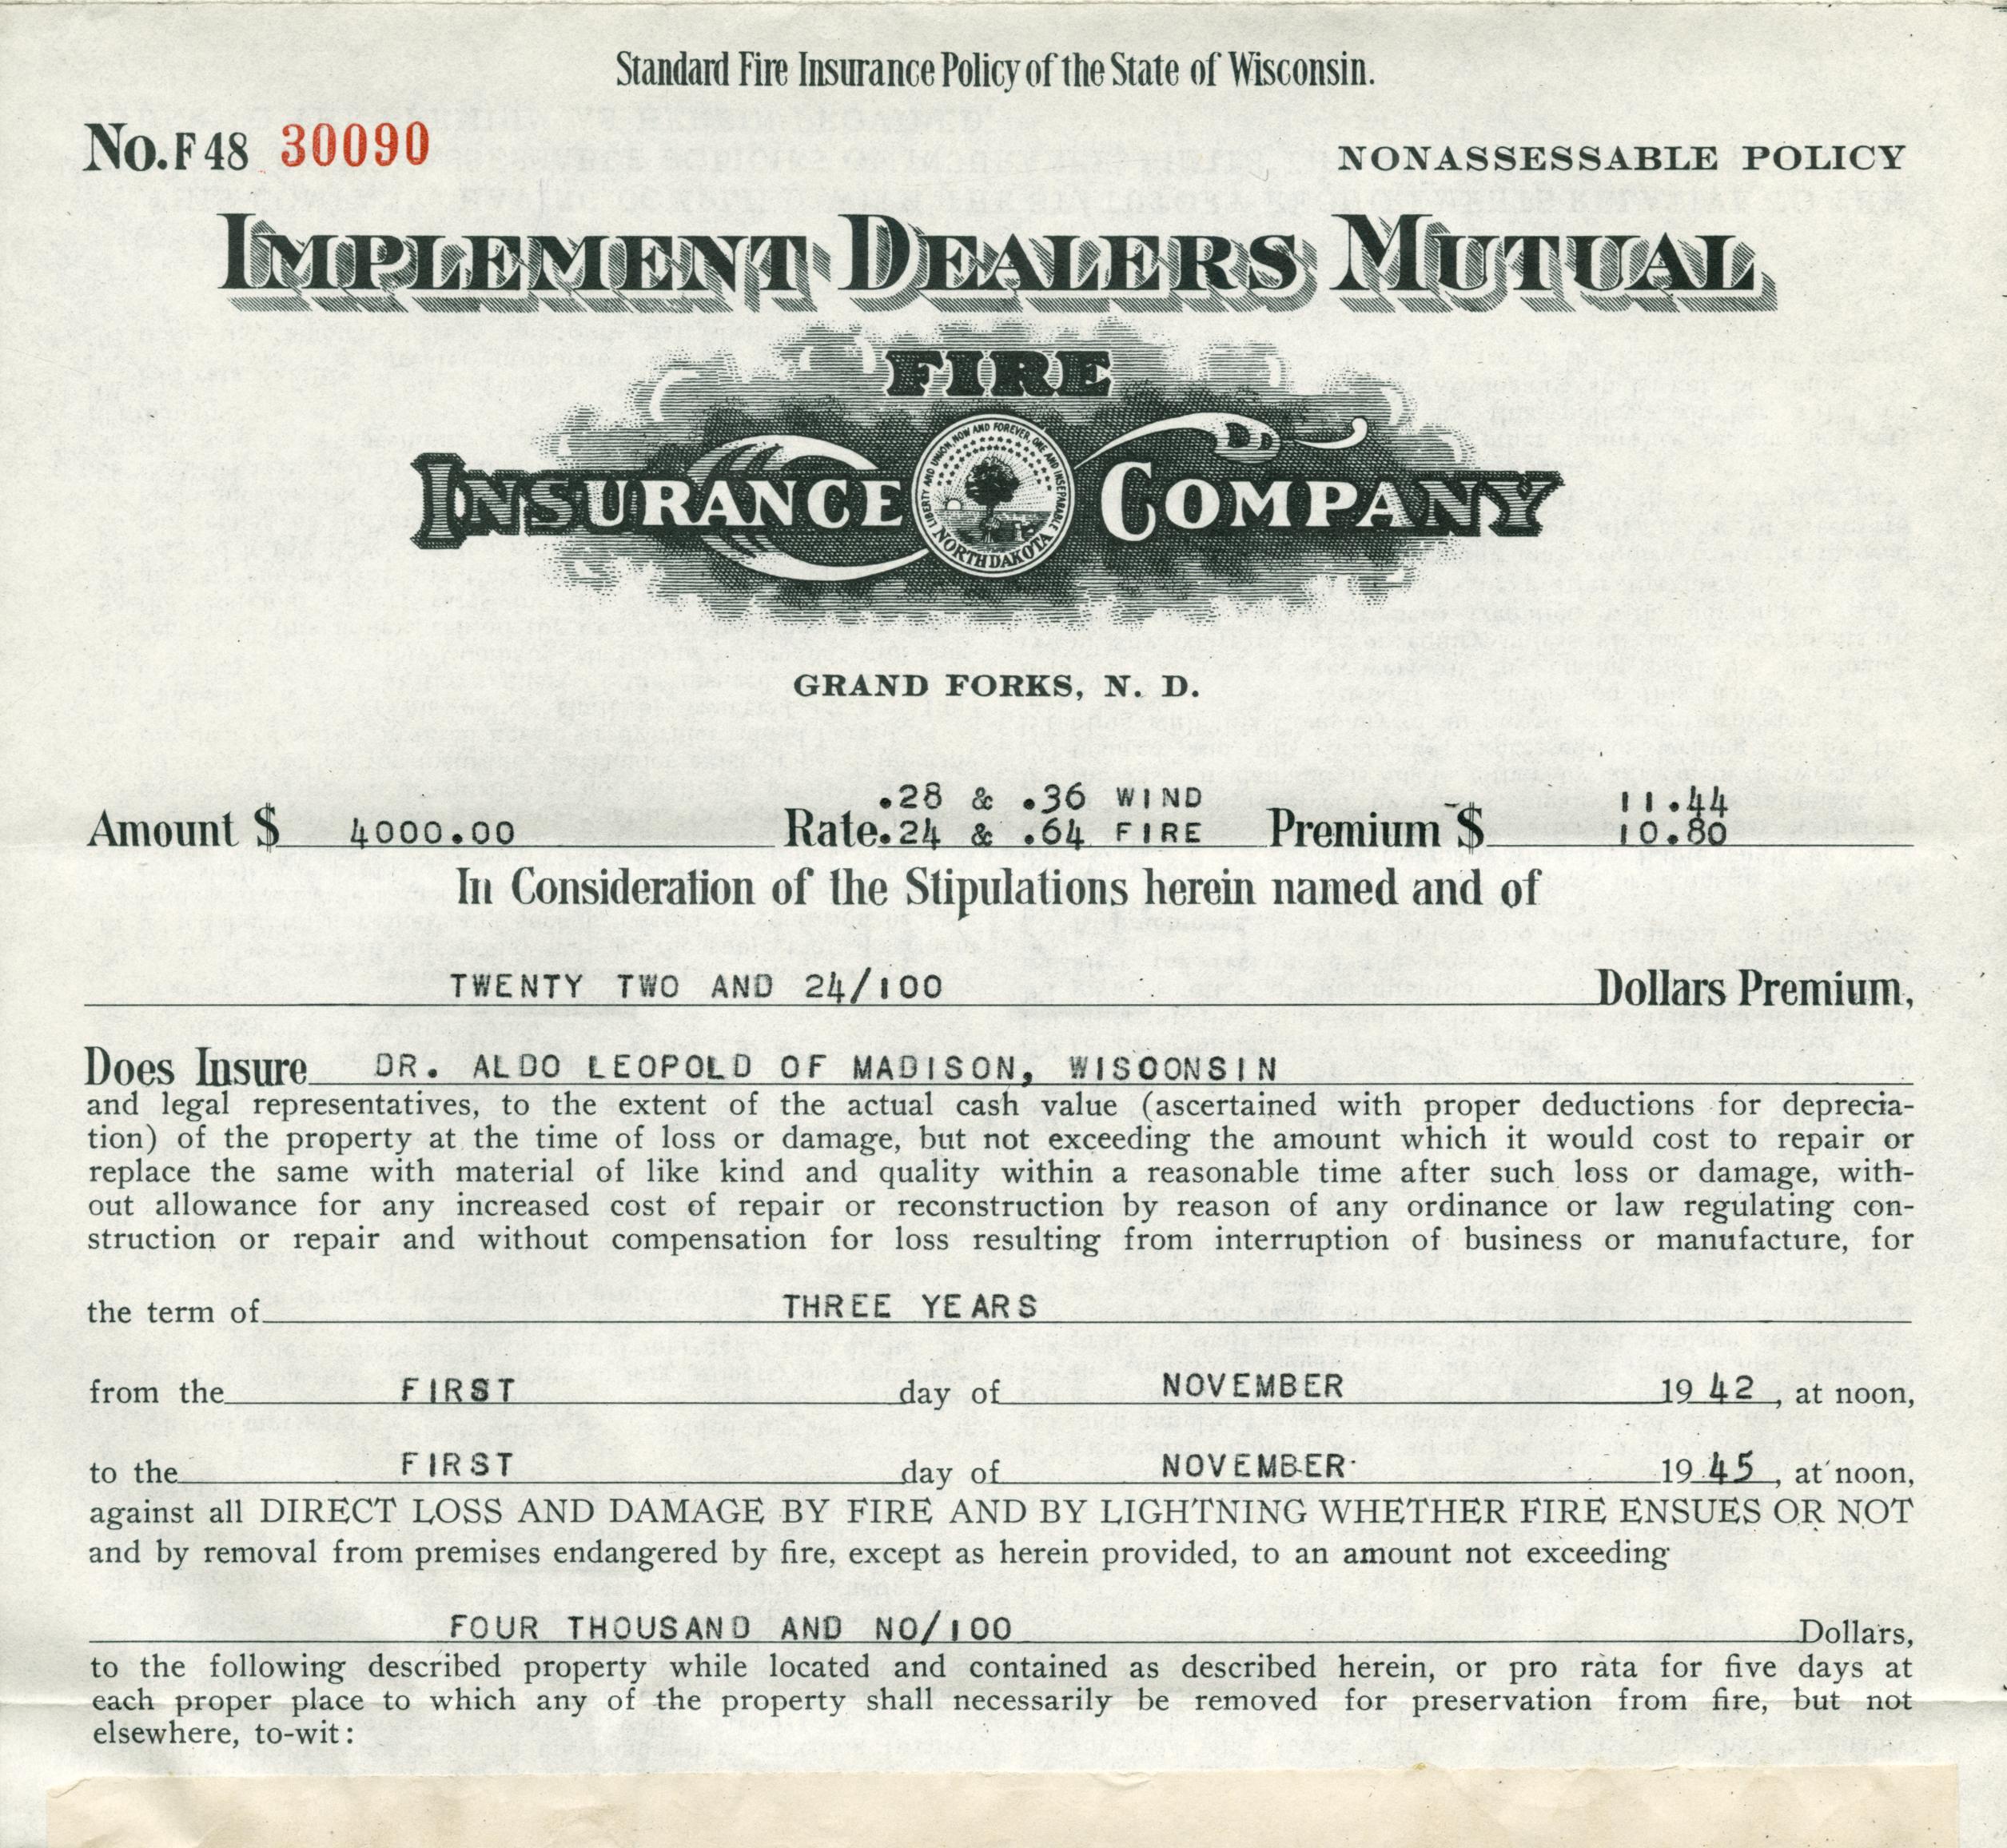 Standard Fire Insurance Policy of the State of Wisconsin.
No. F 48 30090
NONASSESSABLE POLICY
IMPLEMENT DEALERS MUTUAL
FIRE
INSURANCE COMPANY
LIBERTY AND UNION, NOW AND FOREVER, ONE AND INSEPARABLE
NORTH DAKOTA
GRAND FORKS, N. D.
.28 & .36 WIND 11.44
Amount $ 4000.00 Rate .24 & .64 FIRE Premium $ 10.80
In Consideration of the Stipulations herein named and of
TWENTY TWO AND 24/100 Dollars Premium,
Does Insure DR. ALDO LEOPOLD OF MADISON, WISCONSIN
and legal representatives, to the extent of the actual cash value (ascertained with proper deductions for deprecia-
tion) of the property at the time of loss or damage, but not exceeding the amount which it would cost to repair or
replace the same with material of like kind and quality within a reasonable time after such loss or damage, with-
out allowance for any increased cost of repair or reconstruction by reason of any ordinance or law regulating con-
struction or repair and without compensation for loss resulting from interruption of business or manufacture, for
the term of THREE YEARS
from the FIRST day of NOVEMBER 19 42, at noon,
to the FIRST day of NOVEMBER 19 45, at noon,
against all DIRECT LOSS AND DAMAGE BY FIRE AND BY LIGHTNING WHETHER FIRE ENSUES OR NOT
and by removal from premises endangered by fire, except as herein provided, to an amount not exceeding
FOUR THOUSAND AND NO/100 Dollars,
to the following described property while located and contained as described herein, or pro rata for five days at
each proper place to which any of the property shall necessarily be removed for preservation from fire, but not
elsewhere, to-wit: